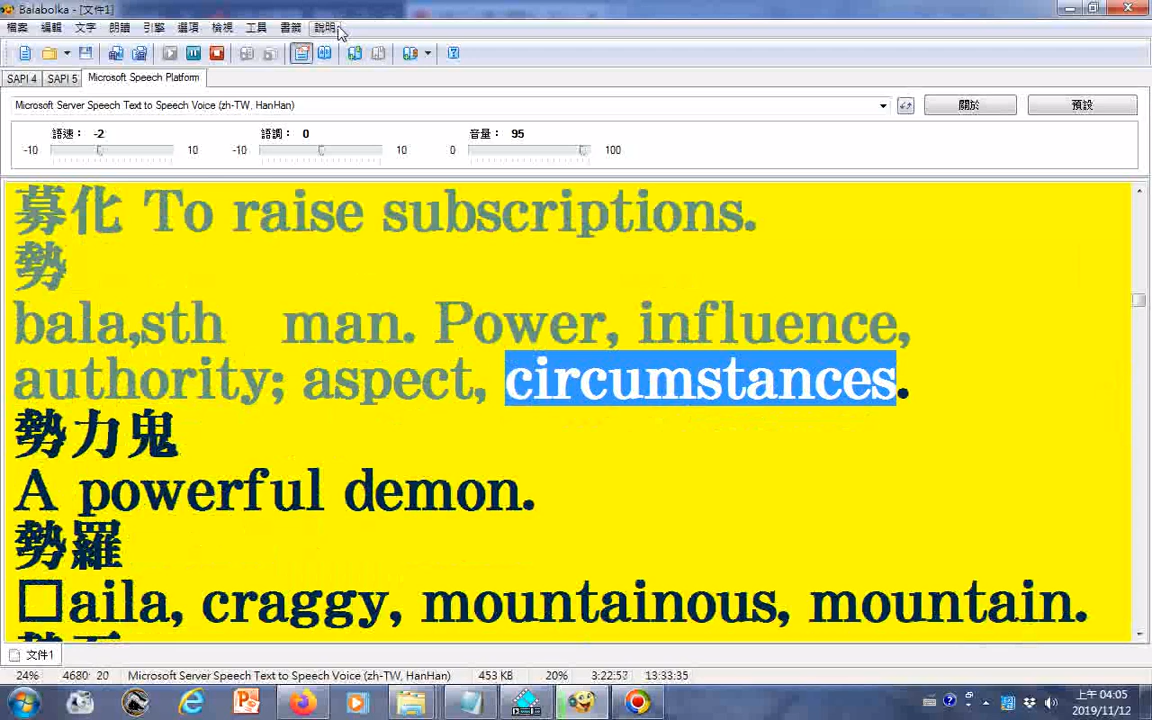 Balabolka - [文件1]
檔案 編輯 文字 朗讀 引擎 選項 檢視 工具 書籤 說明
SAPI 4 SAPI 5 Microsoft Speech Platform
Microsoft Server Speech Text to Speech Voice (zh-TW, HanHan) 關於 預設
語速： -2 語調： 0 音量： 95
-10 10 -10 10 0 100
募化 To raise subscriptions.
勢
bala,sth man. Power, influence,
authority; aspect, circumstances.
勢力鬼
A powerful demon.
勢羅
□aila, craggy, mountainous, mountain.
文件1
24% 4680: 20 Microsoft Server Speech Text to Speech Voice (zh-TW, HanHan) 453 KB 20% 3:22:53 13:33:35
上午 04:05
2019/11/12